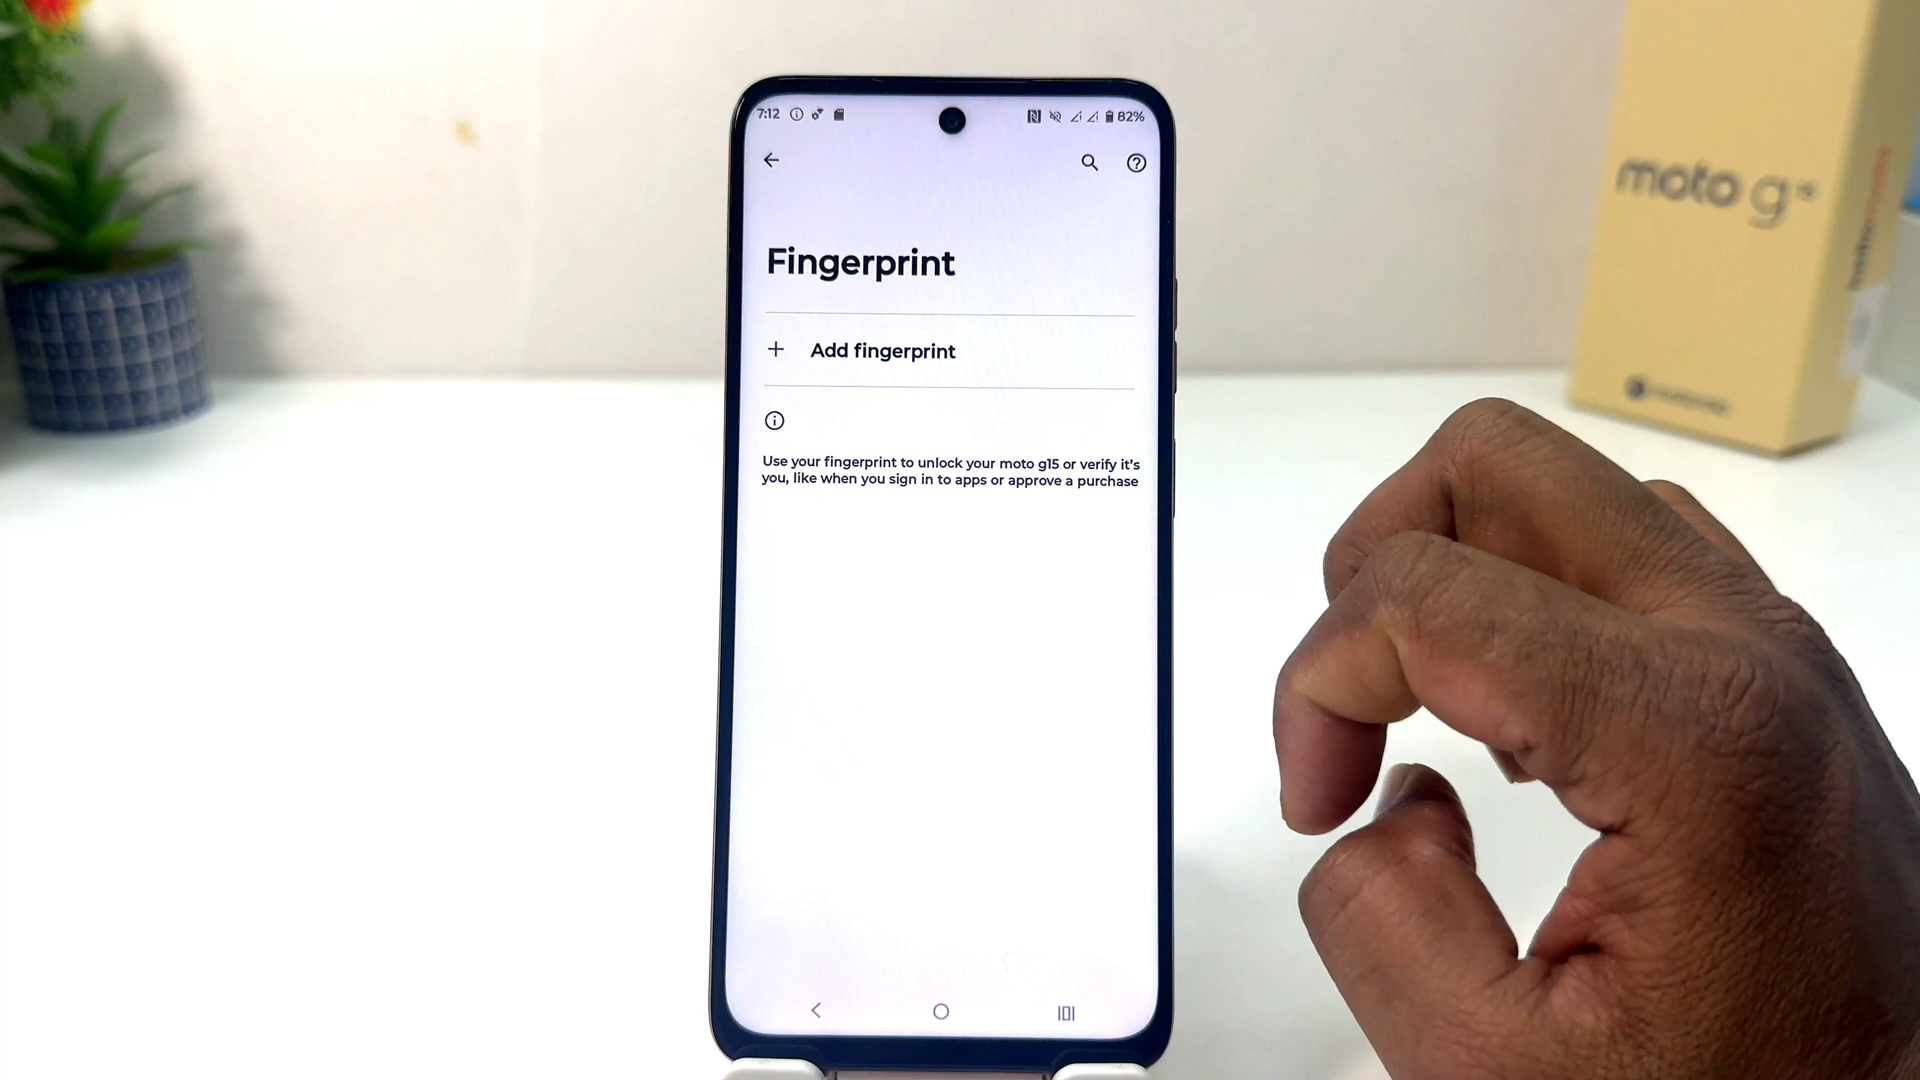 7:12
82%
Fingerprint
Add fingerprint
Use your fingerprint to unlock your moto g15 or verify it's
you, like when you sign in to apps or approve a purchase
moto g